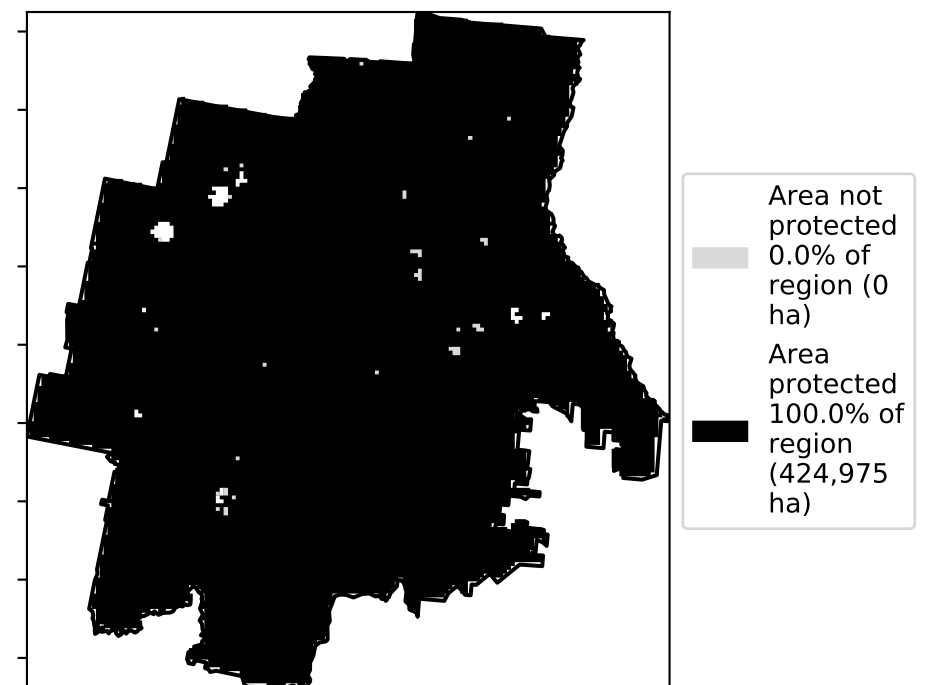 Area not
protected
0.0% of
region (0
ha)
Area
protected
100.0% of
region
(424,975
ha)